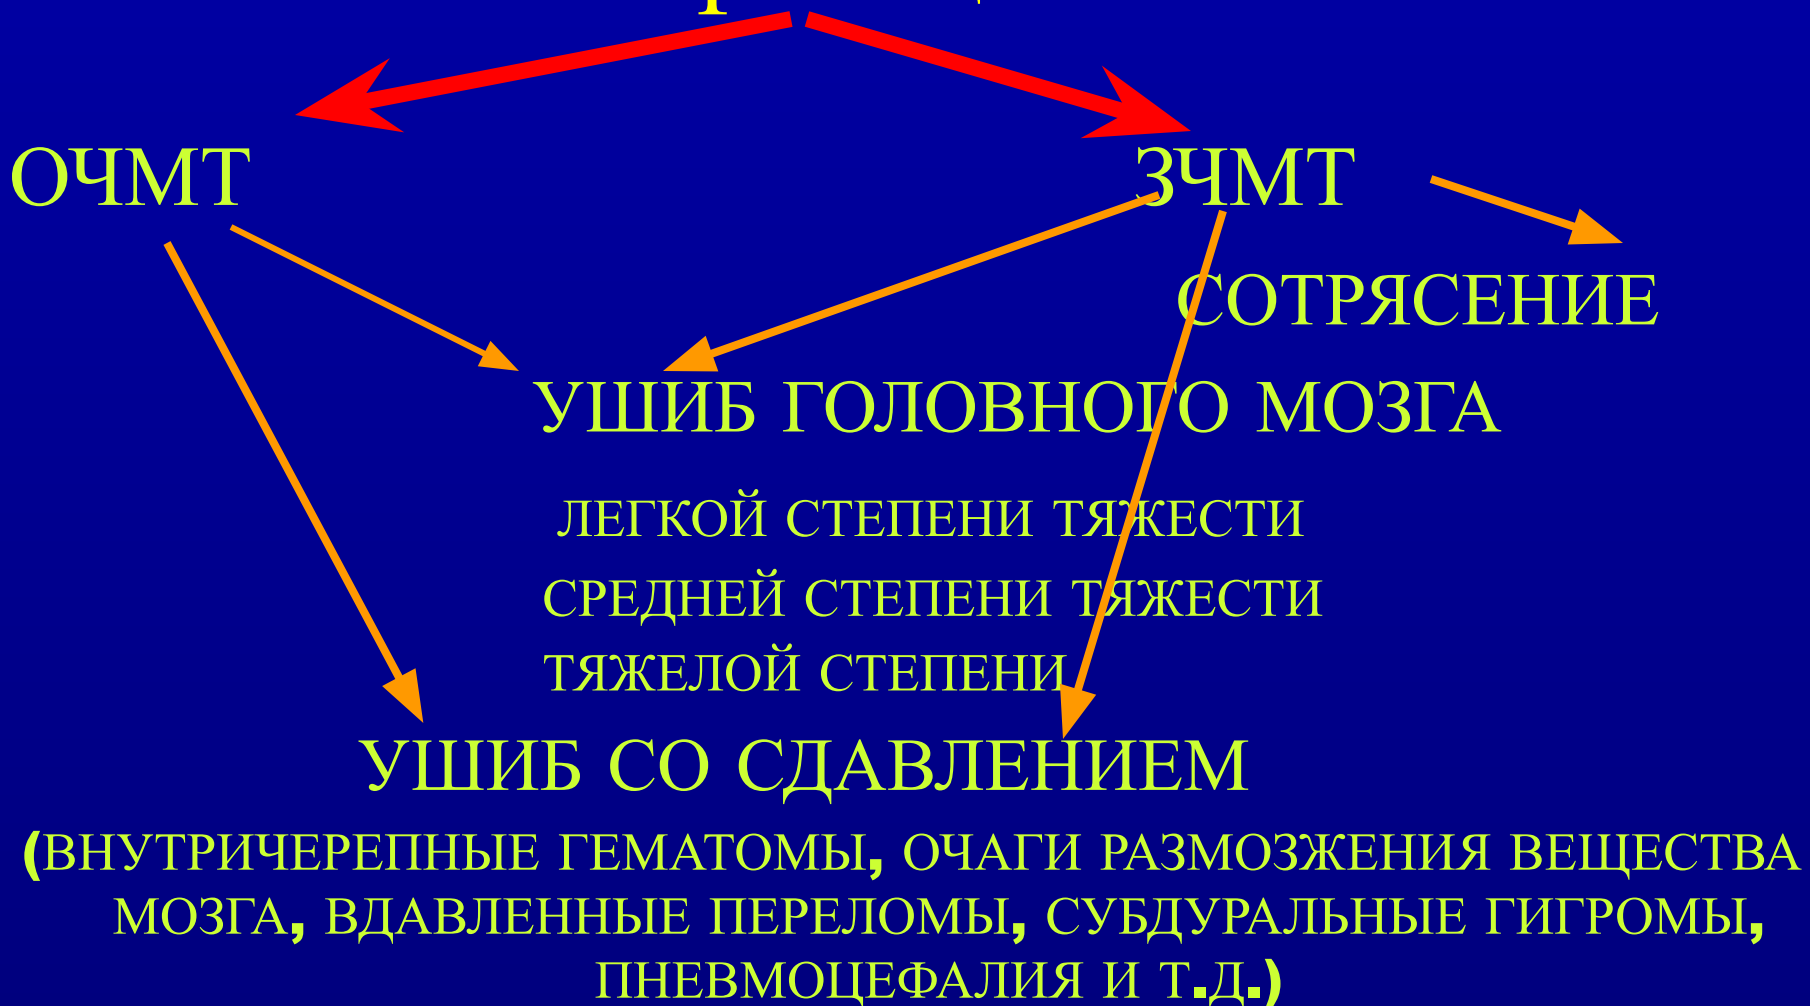 ОЧМТ
ЗЧМТ
СОТРЯСЕНИЕ
УШИБ ГОЛОВНОГО МОЗГА
ЛЕГКОЙ СТЕПЕНИ ТЯЖЕСТИ
СРЕДНЕЙ СТЕПЕНИ ТЯЖЕСТИ
ТЯЖЕЛОЙ СТЕПЕНИ
УШИБ СО СДАВЛЕНИЕМ
(ВНУТРИЧЕРЕПНЫЕ ГЕМАТОМЫ, ОЧАГИ РАЗМОЗЖЕНИЯ ВЕЩЕСТВА
МОЗГА, ВДАВЛЕННЫЕ ПЕРЕЛОМЫ, СУБДУРАЛЬНЫЕ ГИГРОМЫ,
ПНЕВМОЦЕФАЛИЯ И Т.Д.)